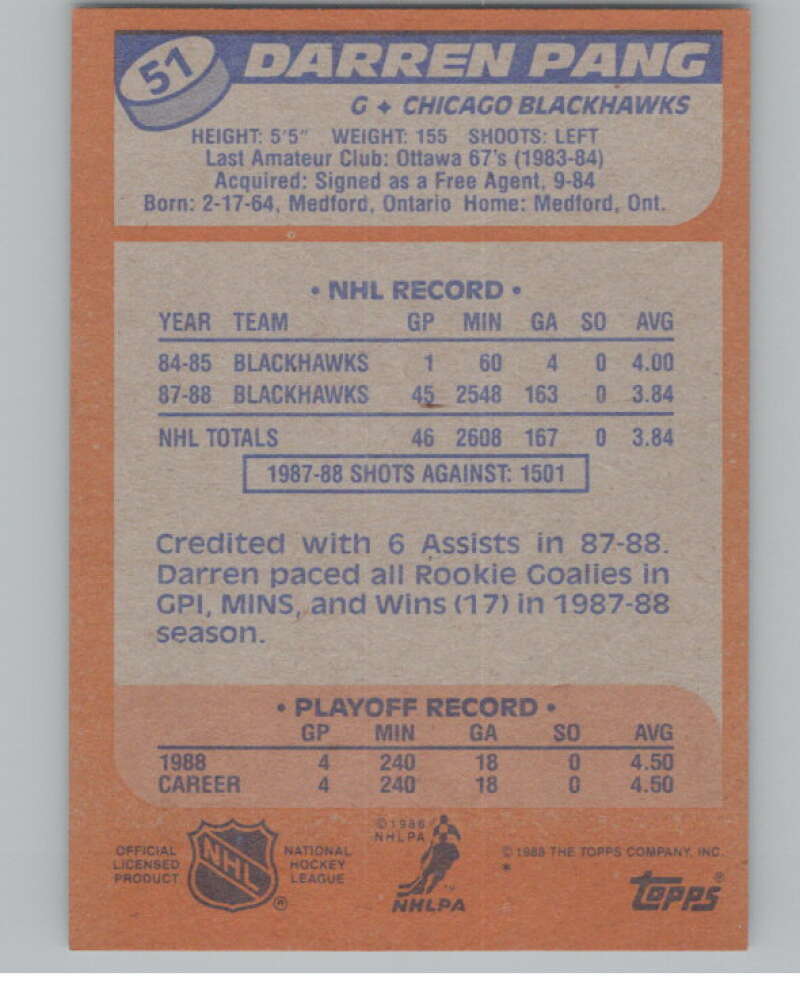 51 DARREN PANG
G ✦ CHICAGO BLACKHAWKS
HEIGHT: 5'5" WEIGHT: 155 SHOOTS: LEFT
Last Amateur Club: Ottawa 67's (1983-84)
Acquired: Signed as a Free Agent, 9-84
Born: 2-17-64, Medford, Ontario Home: Medford, Ont.
• NHL RECORD •
YEAR TEAM GP MIN GA SO AVG
84-85 BLACKHAWKS 1 60 4 0 4.00
87-88 BLACKHAWKS 45 2548 163 0 3.84
NHL TOTALS 46 2608 167 0 3.84
1987-88 SHOTS AGAINST: 1501
Credited with 6 Assists in 87-88.
Darren paced all Rookie Goalies in
GPI, MINS, and Wins (17) in 1987-88
season.
• PLAYOFF RECORD •
GP MIN GA SO AVG
1988 4 240 18 0 4.50
CAREER 4 240 18 0 4.50
OFFICIAL
LICENSED
PRODUCT
NHL ®
NATIONAL
HOCKEY
LEAGUE
©1986
NHLPA
™
NHLPA
© 1988 THE TOPPS COMPANY, INC.
*
topps®